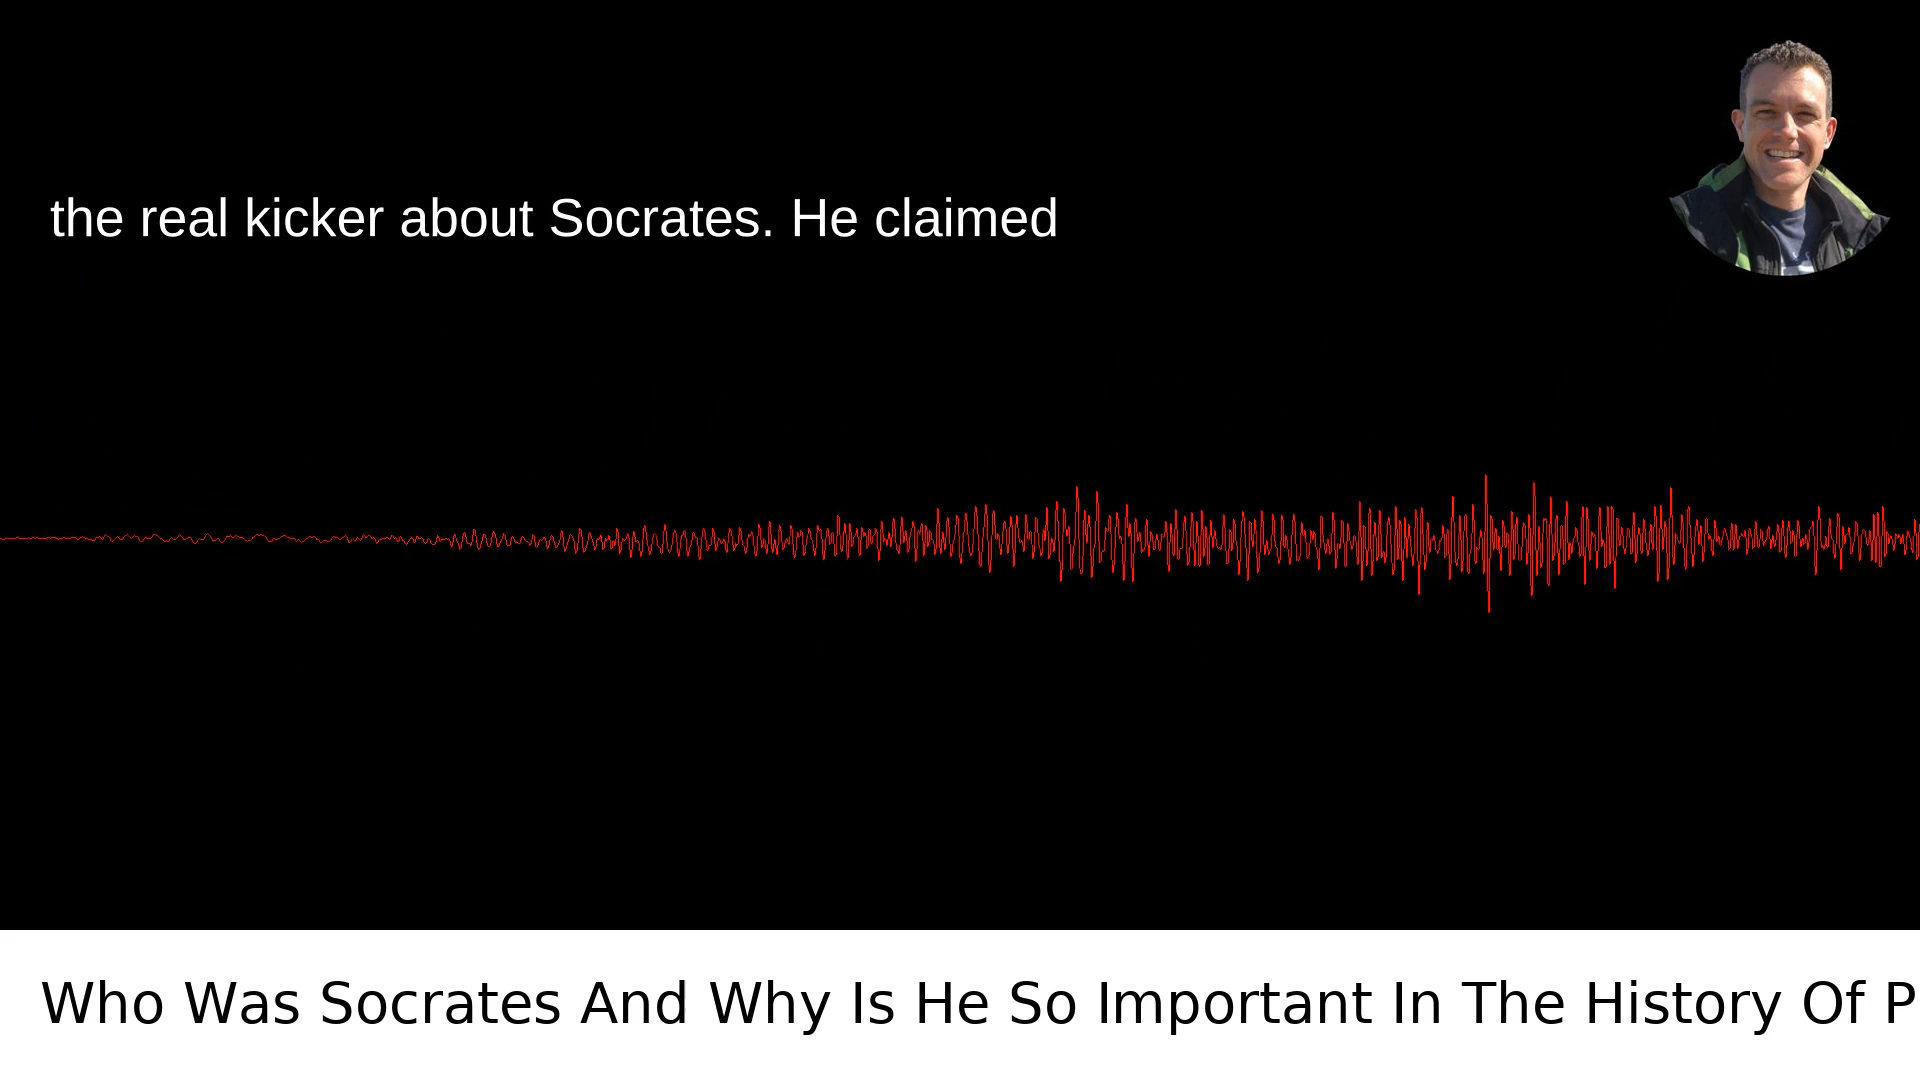 the real kicker about Socrates. He claimed
Who Was Socrates And Why Is He So Important In The History Of P